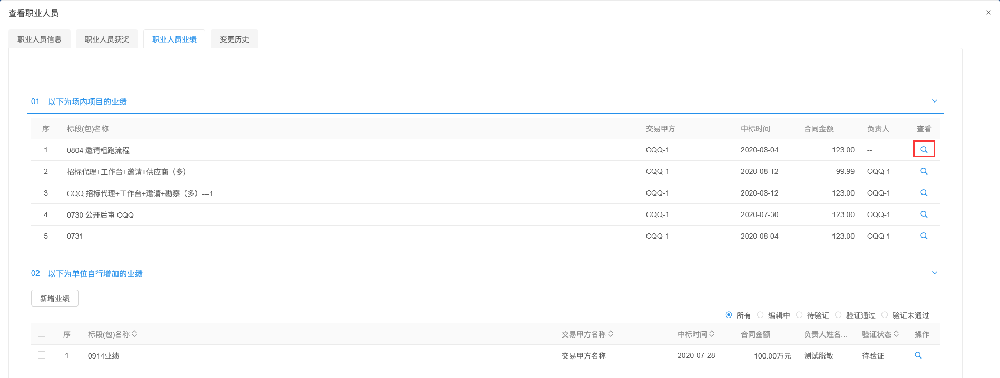 查看职业人员 ×
职业人员信息 职业人员获奖 职业人员业绩 变更历史
01 以下为场内项目的业绩
序 标段(包)名称 交易甲方 中标时间 合同金额 负责人... 查看
1 0804 邀请粗跑流程 CQQ-1 2020-08-04 123.00 --
2 招标代理+工作台+邀请+供应商（多） CQQ-1 2020-08-12 99.99 CQQ-1
3 CQQ 招标代理+工作台+邀请+勘察（多）---1 CQQ-1 2020-08-12 123.00 CQQ-1
4 0730 公开后审 CQQ CQQ-1 2020-07-30 123.00 CQQ-1
5 0731 CQQ-1 2020-08-04 123.00 CQQ-1
02 以下为单位自行增加的业绩
新增业绩
所有 编辑中 待验证 验证通过 验证未通过
序 标段(包)名称 交易甲方名称 中标时间 合同金额 负责人姓名... 验证状态 操作
1 0914业绩 交易甲方名称 2020-07-28 100.00万元 测试脱敏 待验证